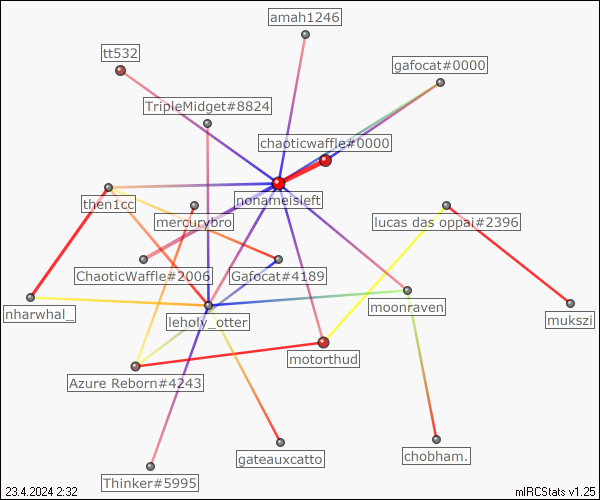 amah1246
tt532
gafocat#0000
TripleMidget#8824
chaoticwaffle#0000
nonameisleft
then1cc
mercurybro
lucas das oppai#2396
ChaoticWaffle#2006
Gafocat#4189
nharwhal_
leholy_otter
moonraven
mukszi
motorthud
Azure Reborn#4243
gateauxcatto
chobham.
Thinker#5995
23.4.2024 2:32
mIRCStats v1.25